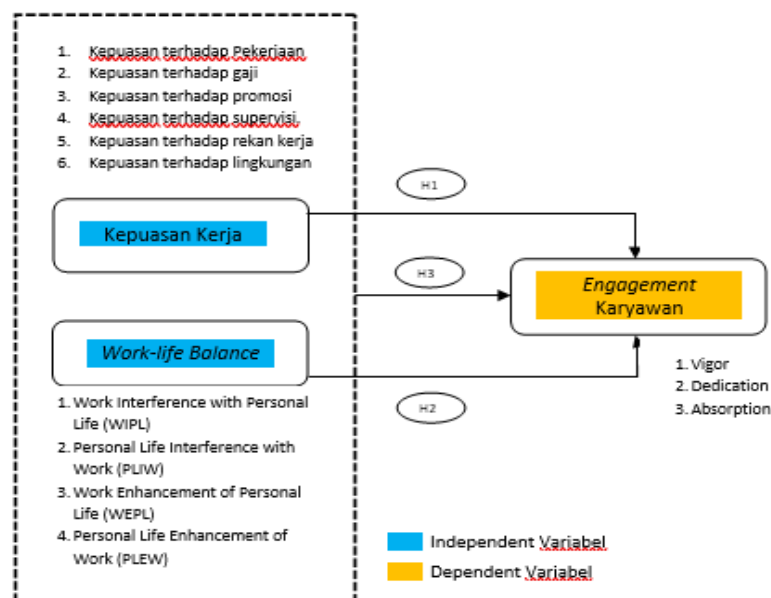 1. Kepuasan terhadap Pekerjaan
2. Kepuasan terhadap gaji
3. Kepuasan terhadap promosi
4. Kepuasan terhadap supervisi
5. Kepuasan terhadap rekan kerja
6. Kepuasan terhadap lingkungan
H1
Kepuasan Kerja
H3
Engagement
Karyawan
Work-life Balance
1. Vigor
2. Dedication
3. Absorption
H2
1. Work Interference with Personal
Life (WIPL)
2. Personal Life Interference with
Work (PLIW)
3. Work Enhancement of Personal
Life (WEPL)
4. Personal Life Enhancement of
Work (PLEW)
Independent Variabel
Dependent Variabel